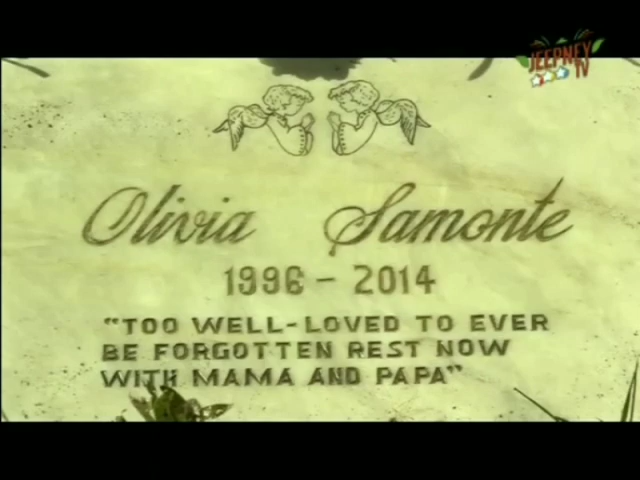 JEEPNEY
TV
Olivia Samonte
1996 - 2014
"TOO WELL-LOVED TO EVER
BE FORGOTTEN REST NOW
WITH MAMA AND PAPA"